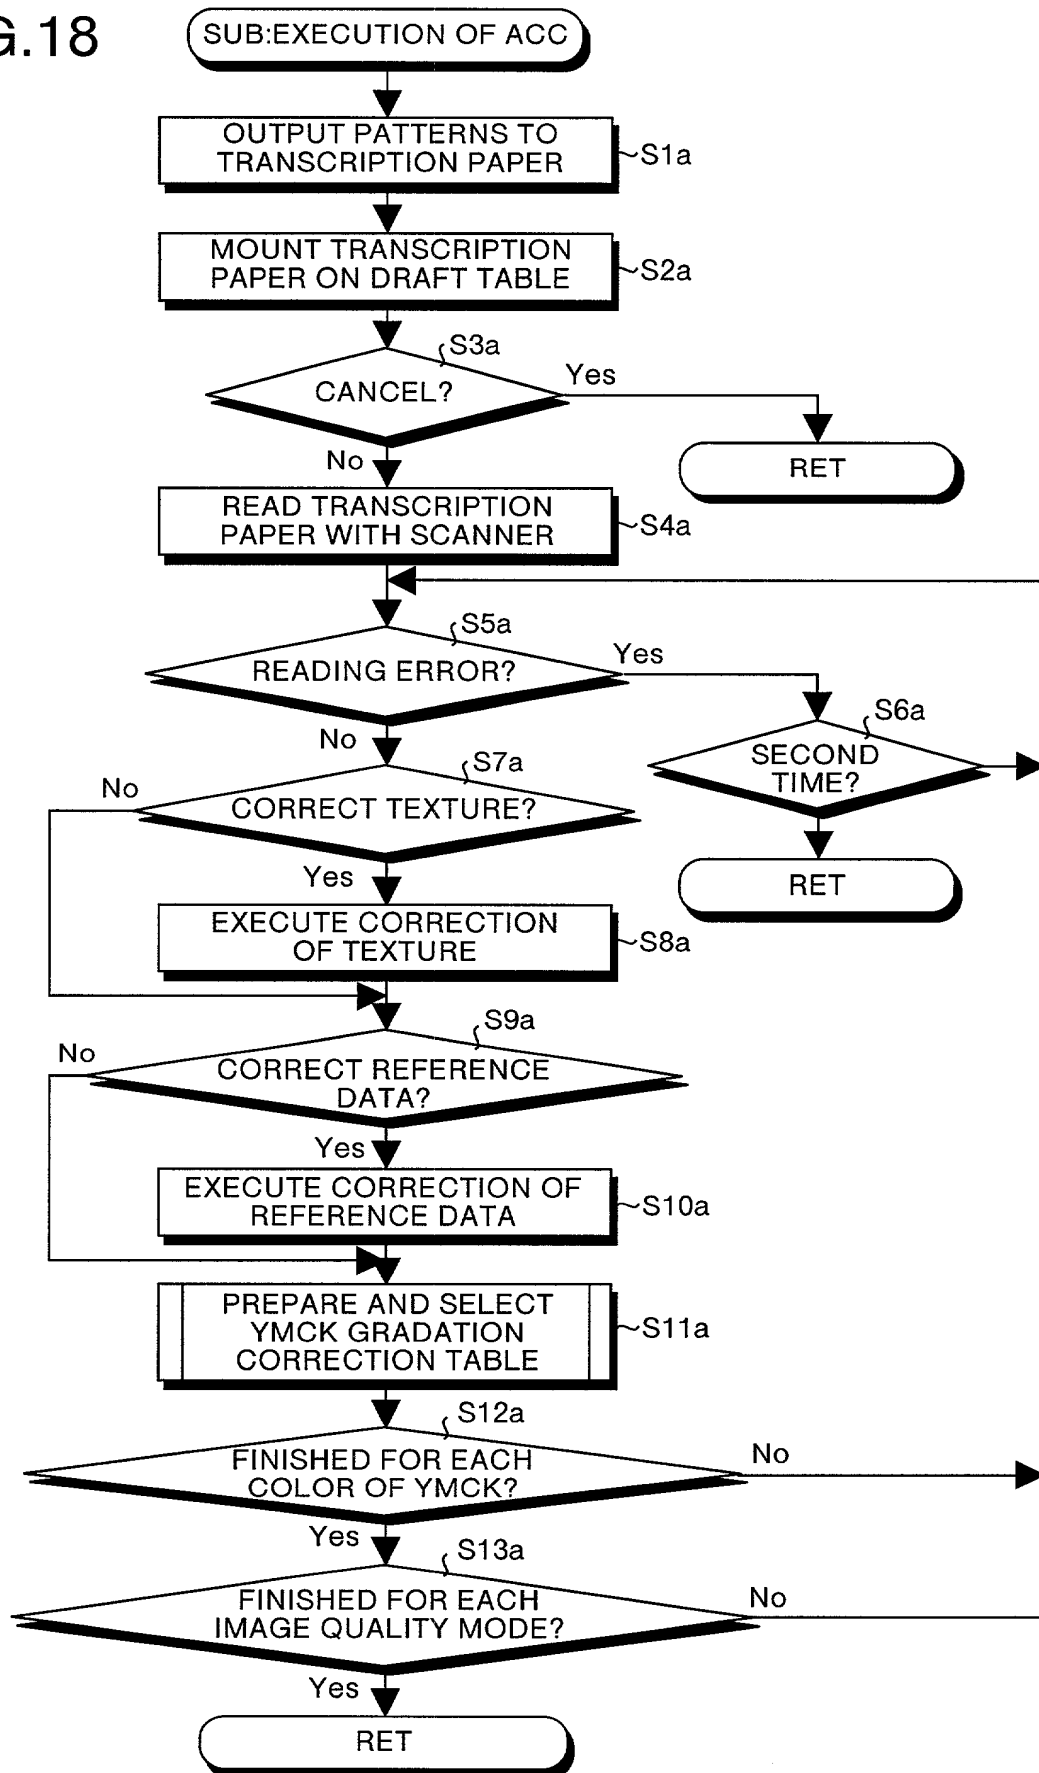 G.18
SUB:EXECUTION OF ACC
OUTPUT PATTERNS TO
TRANSCRIPTION PAPER
S1a
MOUNT TRANSCRIPTION
PAPER ON DRAFT TABLE
S2a
S3a
CANCEL?
Yes
RET
No
READ TRANSCRIPTION
PAPER WITH SCANNER
S4a
S5a
READING ERROR?
Yes
S6a
SECOND
TIME?
RET
No
S7a
CORRECT TEXTURE?
No
Yes
EXECUTE CORRECTION
OF TEXTURE
S8a
S9a
CORRECT REFERENCE
DATA?
No
Yes
EXECUTE CORRECTION OF
REFERENCE DATA
S10a
PREPARE AND SELECT
YMCK GRADATION
CORRECTION TABLE
S11a
S12a
FINISHED FOR EACH
COLOR OF YMCK?
No
Yes
S13a
FINISHED FOR EACH
IMAGE QUALITY MODE?
No
Yes
RET